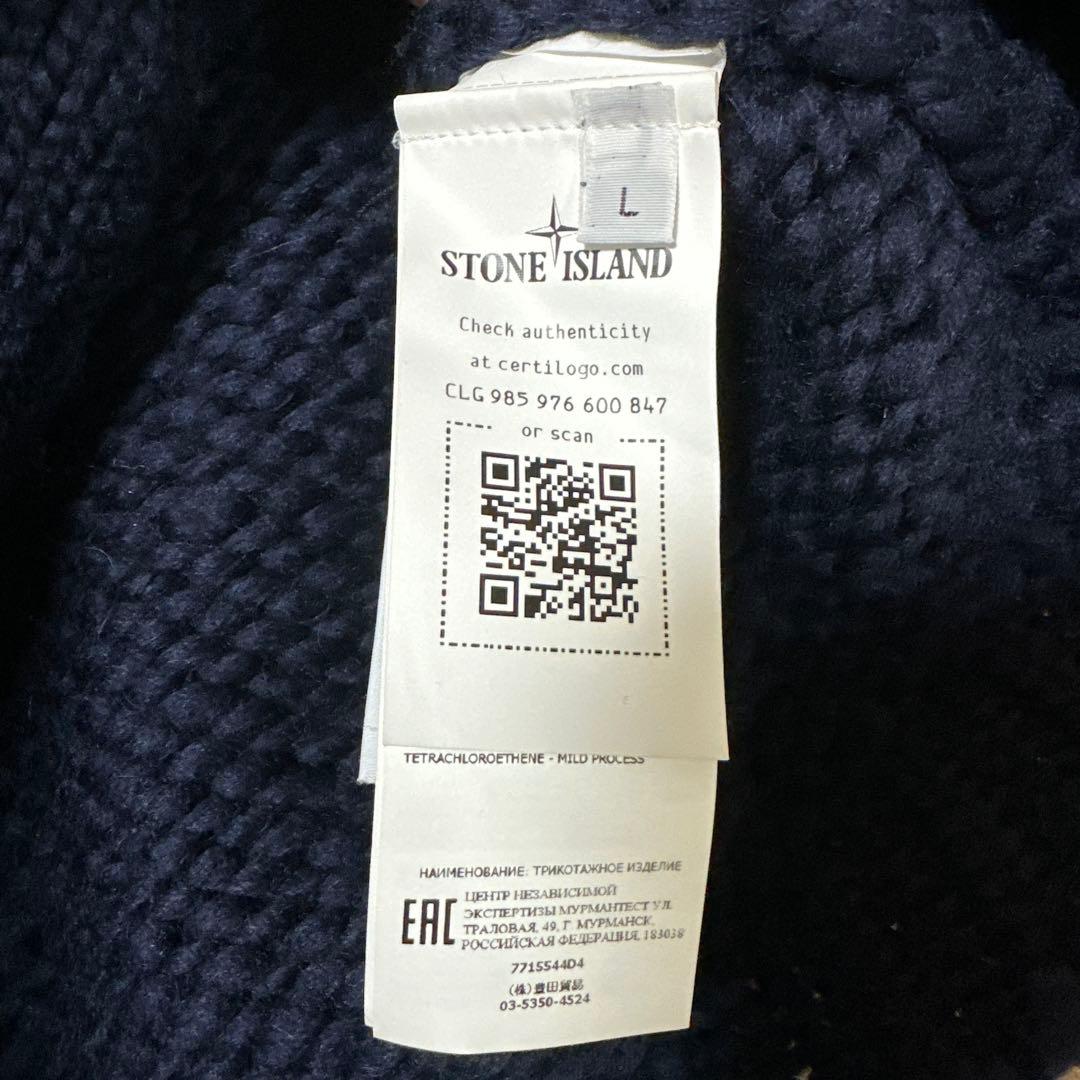 L
STONE ISLAND
Check authenticity
at certilogo.com
CLG 985 976 600 847
or scan
TETRACHLOROETHENE - MILD PROCESS
НАИМЕНОВАНИЕ: ТРИКОТАЖНОЕ ИЗДЕЛИЕ
EAC
ЦЕНТР НЕЗАВИСИМОЙ
ЭКСПЕРТИЗЫ МУРМАНТЕСТ УЛ.
ТРАЛОВАЯ, 49, Г. МУРМАНСК,
РОССИЙСКАЯ ФЕДЕРАЦИЯ, 183038
7715544D4
(株)豊田貿易
03-5350-4524